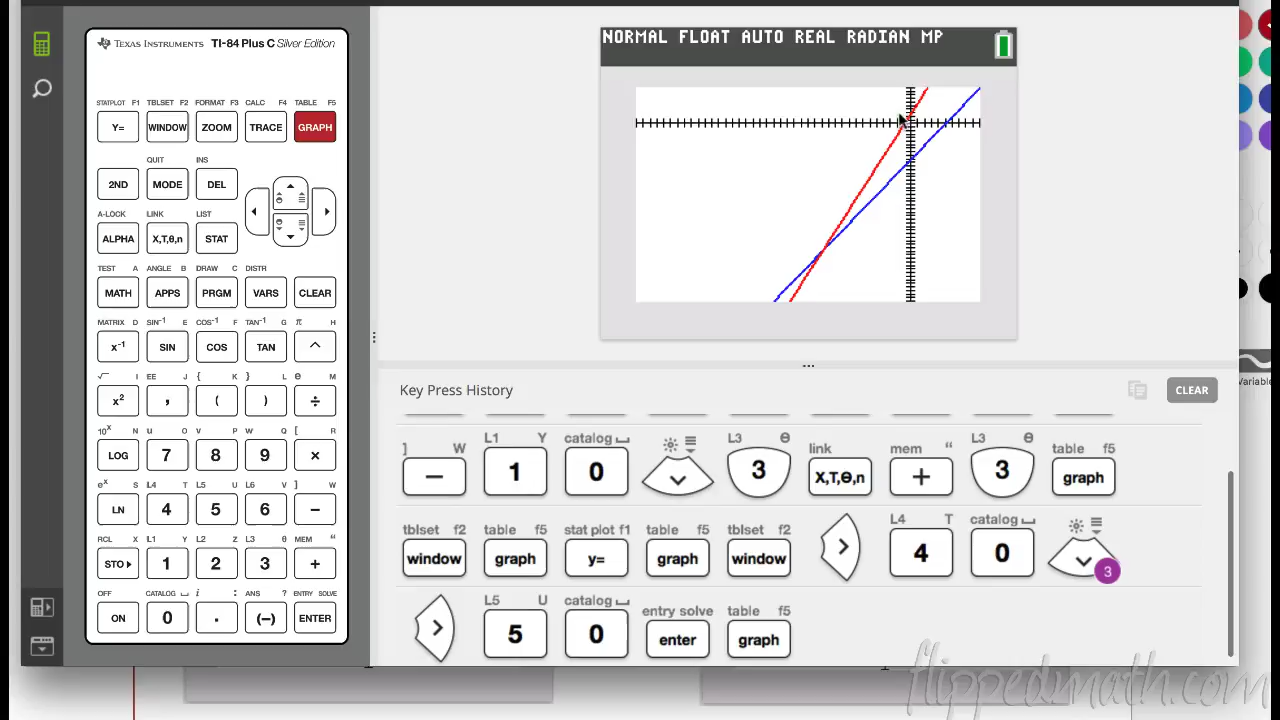 TEXAS INSTRUMENTS TI-84 Plus C Silver Edition
STATPLOT F1 TBLSET F2 FORMAT F3 CALC F4 TABLE F5
Y= WINDOW ZOOM TRACE GRAPH
QUIT INS
2ND MODE DEL
A-LOCK LINK LIST
ALPHA X,T,θ,n STAT
TEST A ANGLE B DRAW C DISTR
MATH APPS PRGM VARS CLEAR
MATRIX D SIN⁻¹ E COS⁻¹ F TAN⁻¹ G π H
x⁻¹ SIN COS TAN ^
√ I EE J { K } L e M
x² , ( ) ÷
10ˣ N u O v P w Q [ R
LOG 7 8 9 ×
eˣ S L4 T L5 U L6 V ] W
LN 4 5 6 −
RCL X L1 Y L2 Z L3 θ MEM “
STO▸ 1 2 3 +
OFF CATALOG ⎵ i : ANS ? ENTRY SOLVE
ON 0 . (−) ENTER
NORMAL FLOAT AUTO REAL RADIAN MP
Key Press History
CLEAR
] W L1 Y catalog ⎵ L3 θ link mem “ L3 θ table f5
− 1 0 3 X,T,θ,n + 3 graph
tblset f2 table f5 stat plot f1 table f5 tblset f2 L4 T catalog ⎵
window graph y= graph window 4 0 3
L5 U catalog ⎵ entry solve table f5
5 0 enter graph
Variable
flippedmath.com